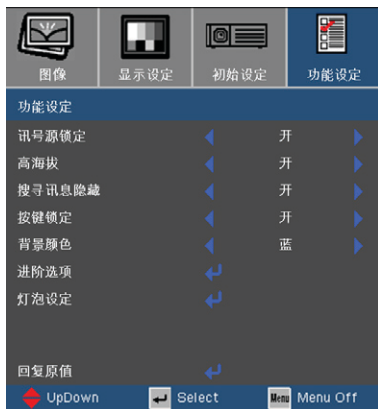 图像 显示设定 初始设定 功能设定
功能设定
讯号源锁定 开
高海拔 开
搜寻讯息隐藏 开
按键锁定 开
背景颜色 蓝
进阶选项
灯泡设定
回复原值
UpDown Select Menu Menu Off